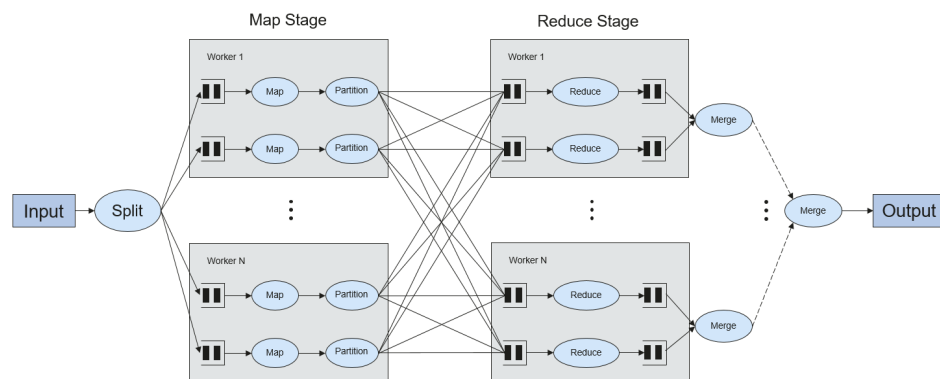 Map Stage
Reduce Stage
Worker 1
Map
Partition
Map
Partition
Worker 1
Reduce
Reduce
Merge
Input
Split
Merge
Output
Worker N
Map
Partition
Map
Partition
Worker N
Reduce
Reduce
Merge